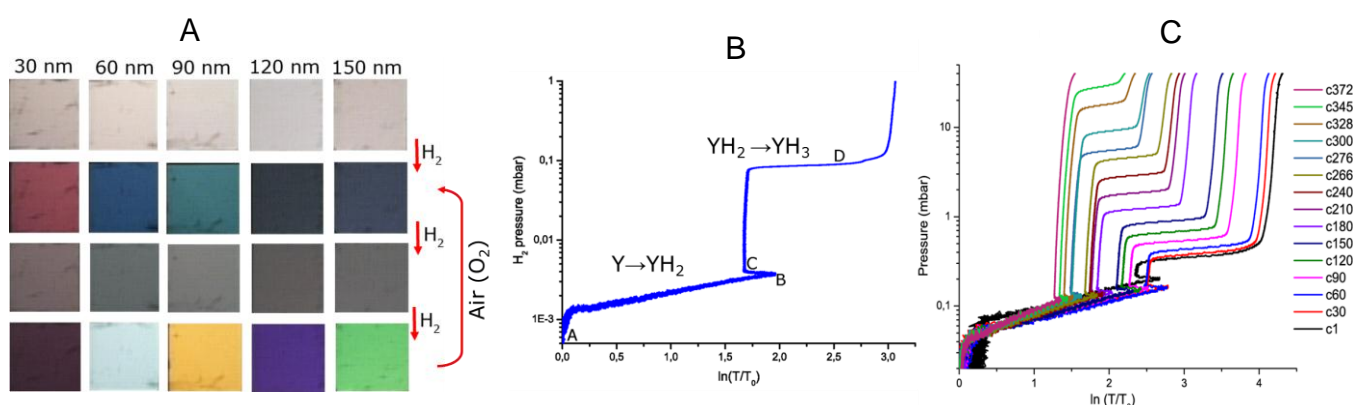 A
30 nm 60 nm 90 nm 120 nm 150 nm
H₂
H₂
H₂
Air (O₂)
B
H₂ pressure (mbar)
1
0,1
0,01
1E-3
YH₂→YH₃
Y→YH₂
A
B
C
D
0,0 0,5 1,0 1,5 2,0 2,5 3,0
ln(T/T₀)
C
Pressure (mbar)
10
1
0,1
0 1 2 3 4
ln (T/T₀)
c372
c345
c328
c300
c276
c266
c240
c210
c180
c150
c120
c90
c60
c30
c1